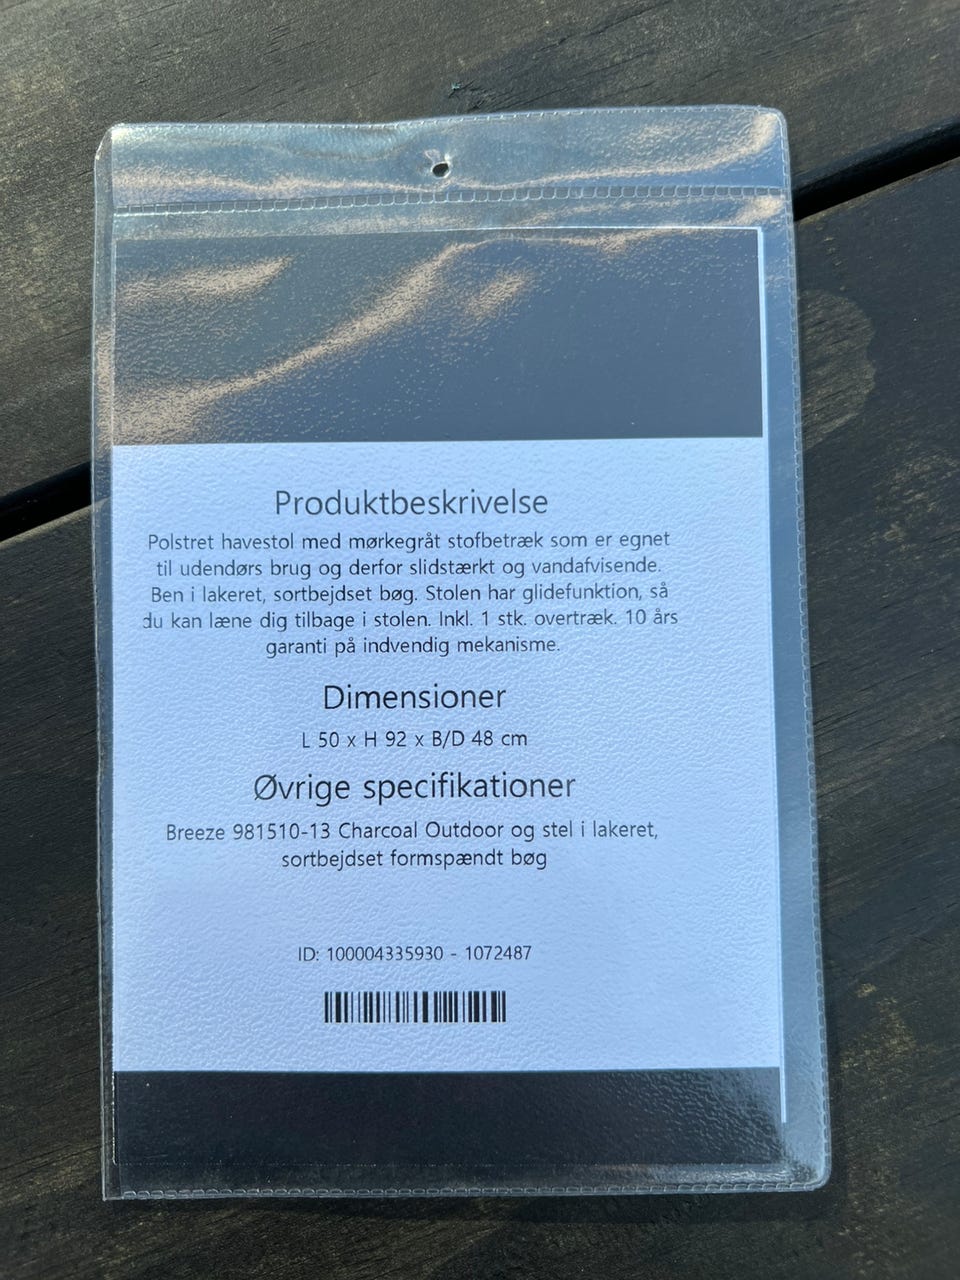 Produktbeskrivelse
Polstret havestol med mørkegråt stofbetræk som er egnet
til udendørs brug og derfor slidstærkt og vandafvisende.
Ben i lakeret, sortbejdset bøg. Stolen har glidefunktion, så
du kan læne dig tilbage i stolen. Inkl. 1 stk. overtræk. 10 års
garanti på indvendig mekanisme.
Dimensioner
L 50 x H 92 x B/D 48 cm
Øvrige specifikationer
Breeze 981510-13 Charcoal Outdoor og stel i lakeret,
sortbejdset formspændt bøg
ID: 100004335930 - 1072487